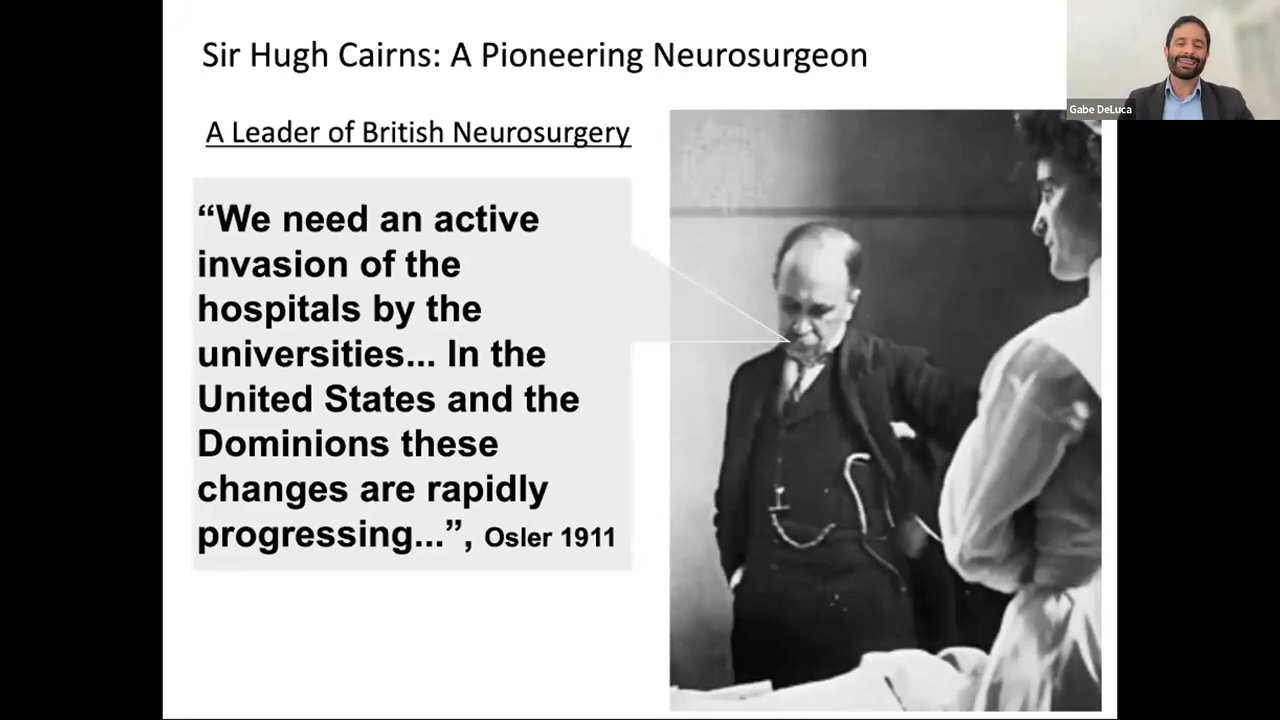 Sir Hugh Cairns: A Pioneering Neurosurgeon
Gabe DeLuca
A Leader of British Neurosurgery
“We need an active
invasion of the
hospitals by the
universities... In the
United States and the
Dominions these
changes are rapidly
progressing...”, Osler 1911